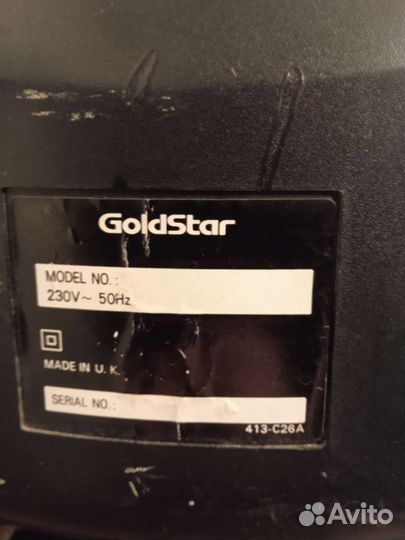 GoldStar
MODEL NO. :
230V~ 50Hz
MADE IN U. K.
SERIAL NO. :
413-C26A
Avito